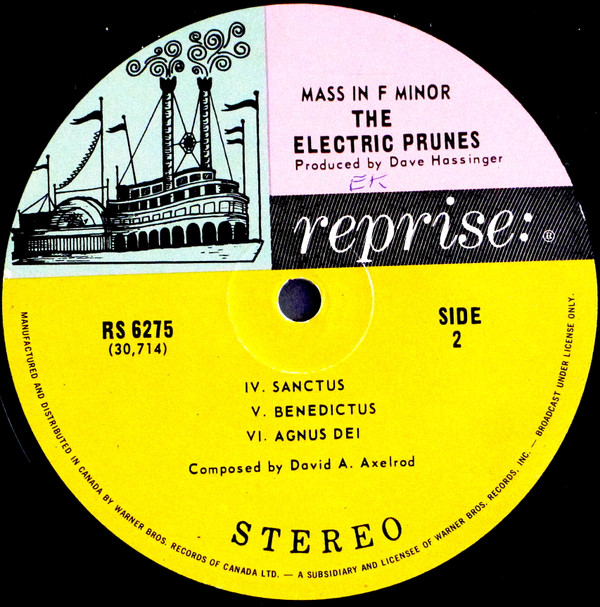 MASS IN F MINOR
THE
ELECTRIC PRUNES
Produced by Dave Hassinger
EK
reprise:®
RS 6275
(30,714)
SIDE
2
IV. SANCTUS
V. BENEDICTUS
VI. AGNUS DEI
Composed by David A. Axelrod
STEREO
MANUFACTURED AND DISTRIBUTED IN CANADA BY WARNER BROS. RECORDS OF CANADA LTD. — A SUBSIDIARY AND LICENSEE OF WARNER BROS. RECORDS, INC. — BROADCAST UNDER LICENSE ONLY.